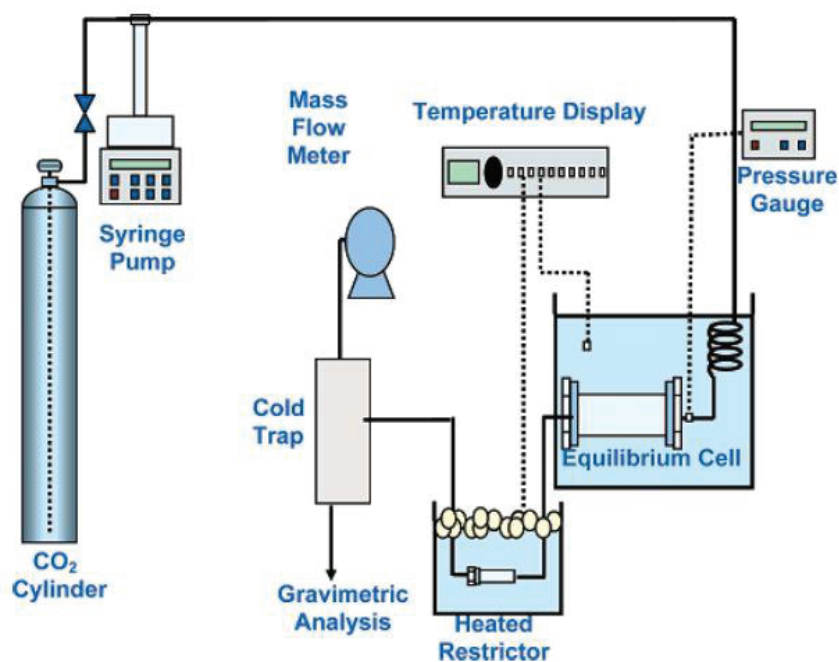 Mass
Flow
Meter
Temperature Display
Pressure
Gauge
Syringe
Pump
Cold
Trap
Equilibrium Cell
CO₂
Cylinder
Gravimetric
Analysis
Heated
Restrictor